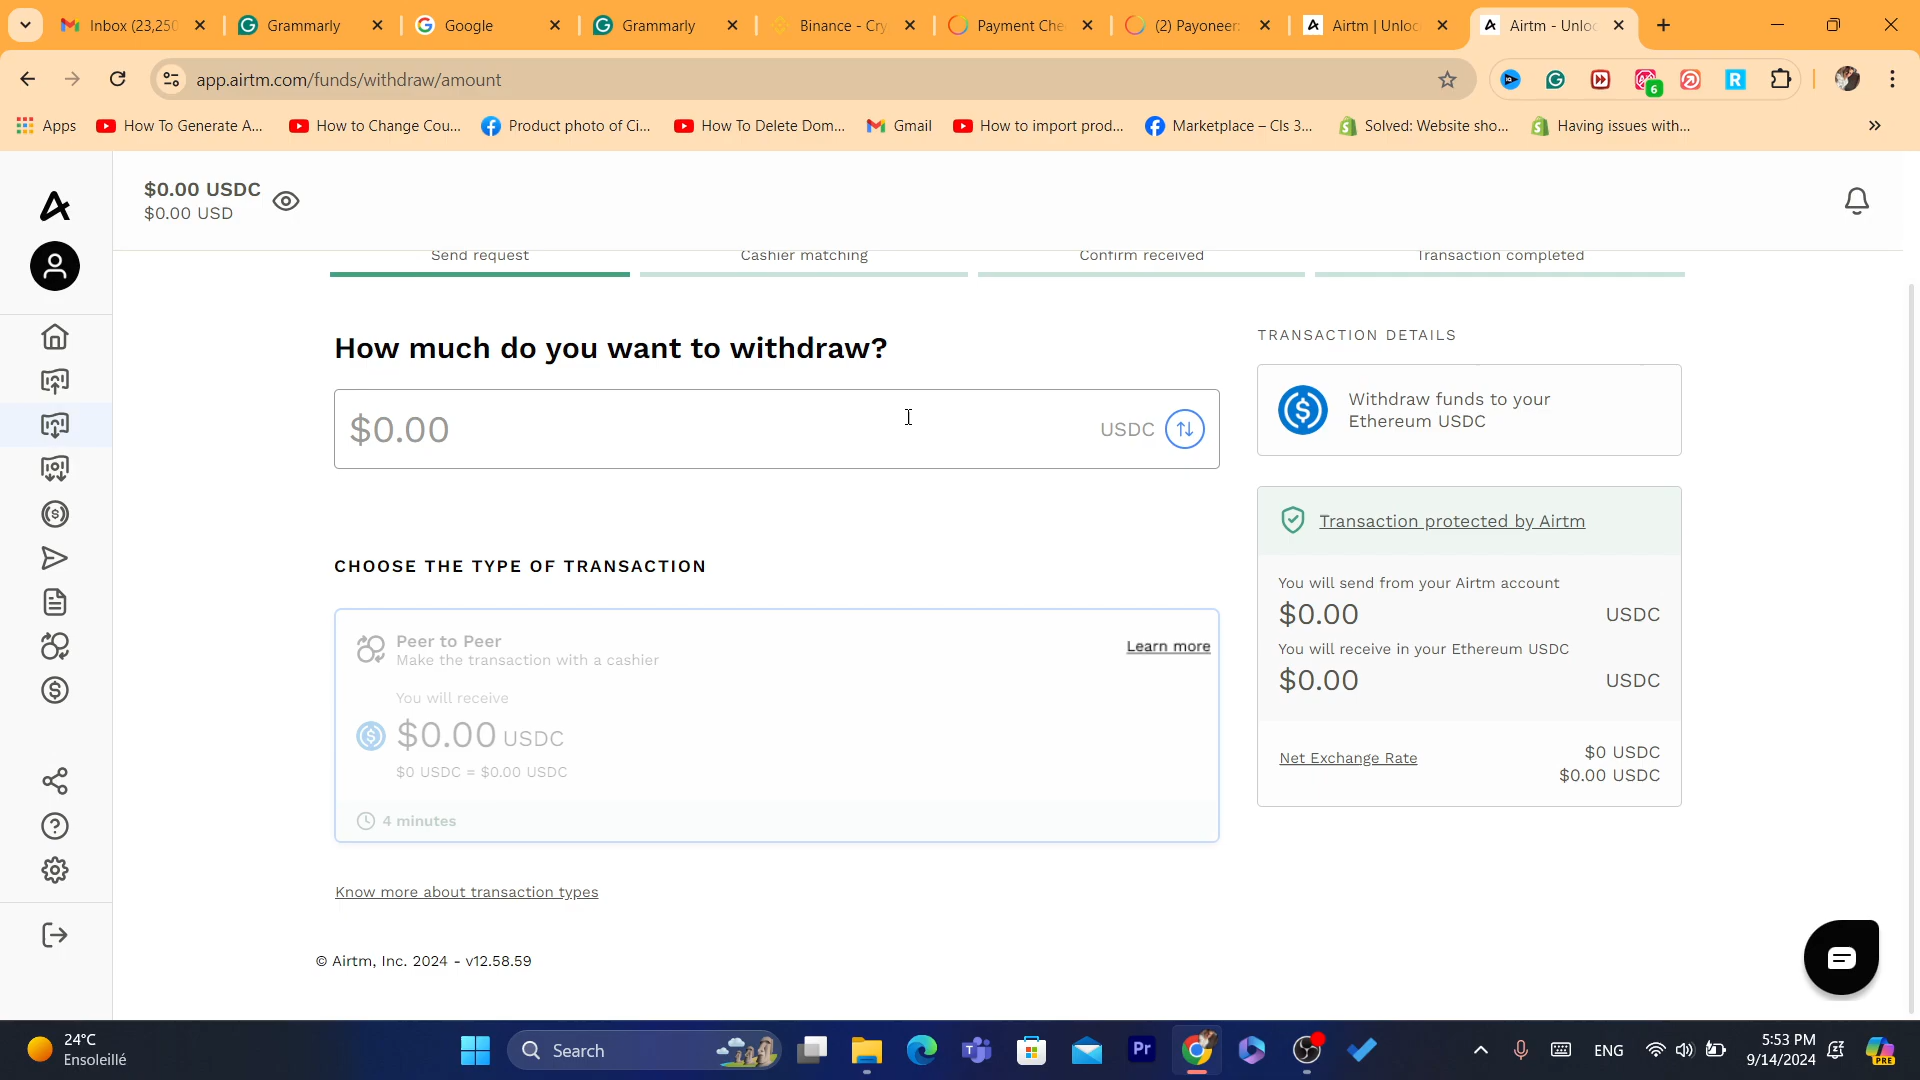 Inbox (23,250
Grammarly
Google
Grammarly
Binance - Cry
Payment Che
(2) Payoneer:
Airtm | Unloc
Airtm - Unloc
app.airtm.com/funds/withdraw/amount
6
Apps
How To Generate A...
How to Change Cou...
Product photo of Ci...
How To Delete Dom...
Gmail
How to import prod...
Marketplace – Cls 3...
Solved: Website sho...
Having issues with...
$0.00 USDC
$0.00 USD
Send request
Cashier matching
Confirm received
Transaction completed
How much do you want to withdraw?
$0.00
USDC
CHOOSE THE TYPE OF TRANSACTION
Peer to Peer
Make the transaction with a cashier
Learn more
You will receive
$0.00 USDC
$0 USDC = $0.00 USDC
4 minutes
Know more about transaction types
© Airtm, Inc. 2024 - v12.58.59
TRANSACTION DETAILS
Withdraw funds to your
Ethereum USDC
Transaction protected by Airtm
You will send from your Airtm account
$0.00 USDC
You will receive in your Ethereum USDC
$0.00 USDC
Net Exchange Rate
$0 USDC
$0.00 USDC
24°C
Ensoleillé
Search
Pr
ENG
5:53 PM
9/14/2024
PRE